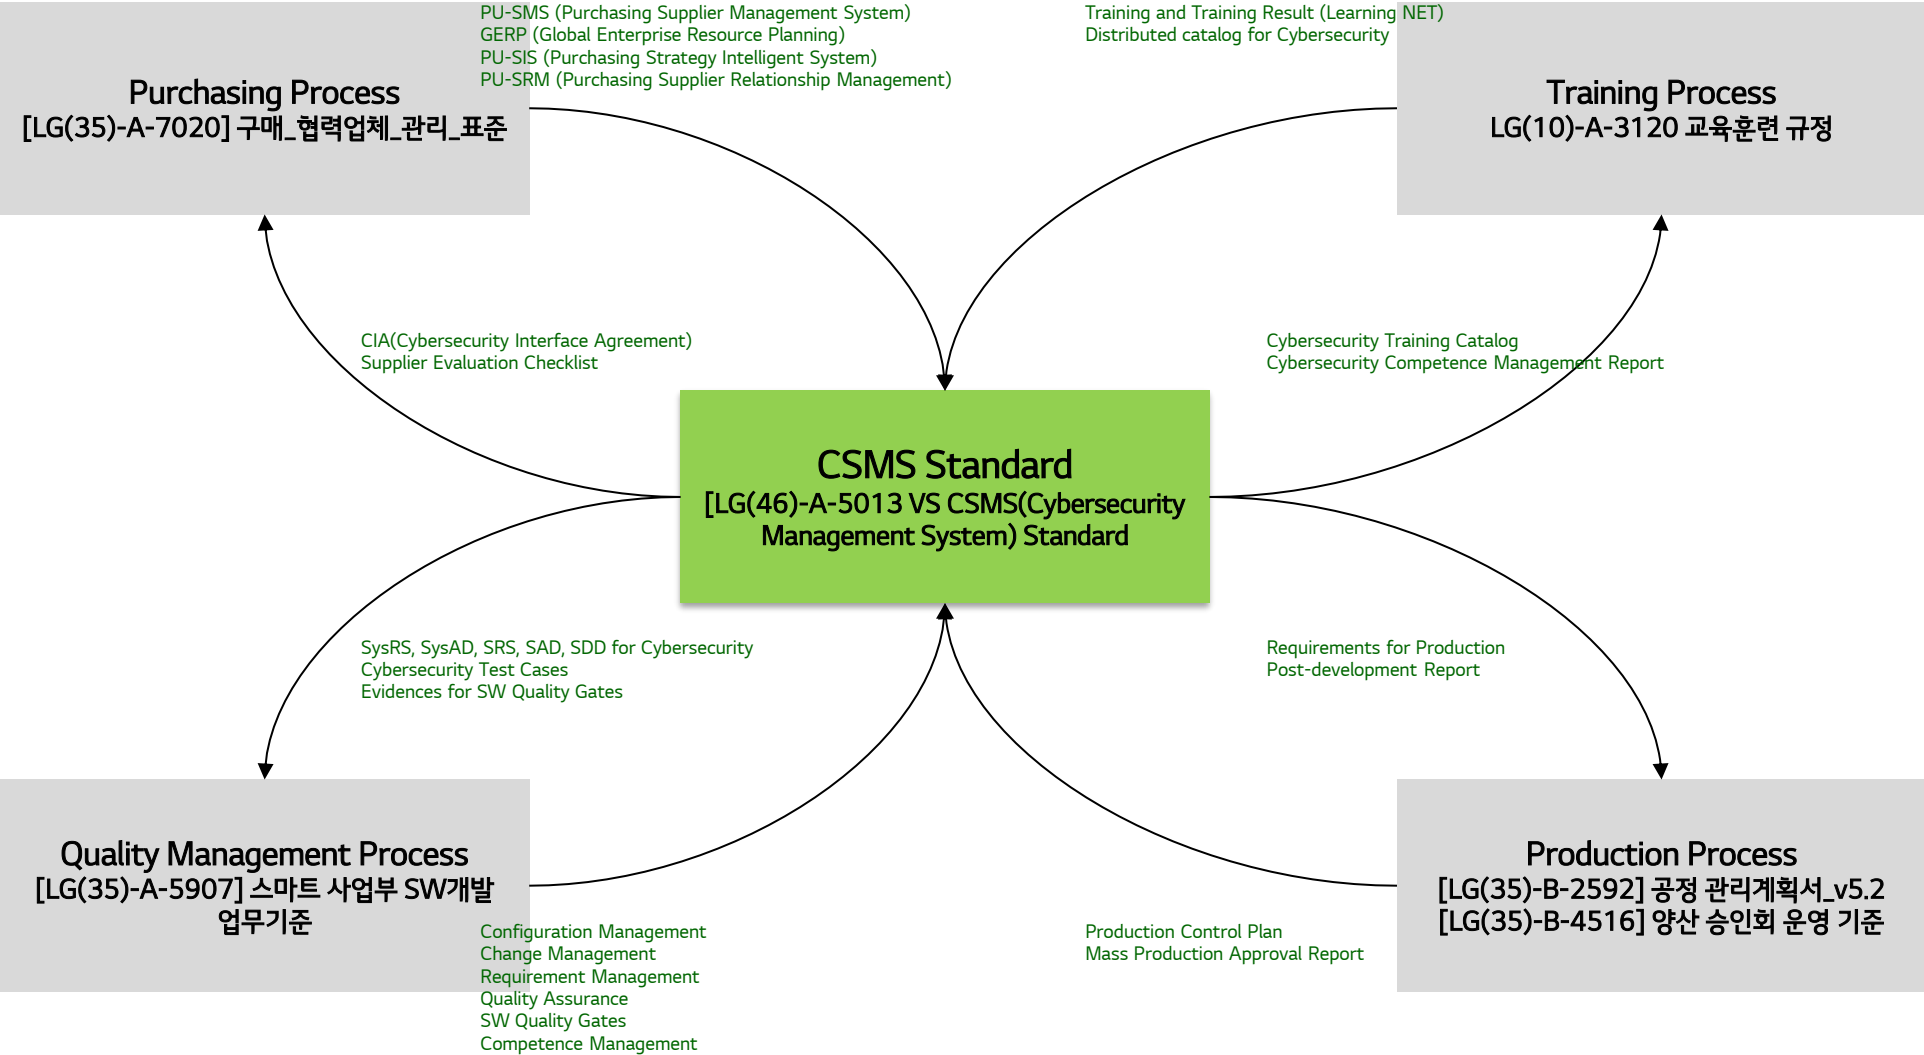 PU-SMS (Purchasing Supplier Management System)
GERP (Global Enterprise Resource Planning)
PU-SIS (Purchasing Strategy Intelligent System)
PU-SRM (Purchasing Supplier Relationship Management)
Training and Training Result (Learning NET)
Distributed catalog for Cybersecurity
Purchasing Process
[LG(35)-A-7020] 구매_협력업체_관리_표준
Training Process
LG(10)-A-3120 교육훈련 규정
CIA(Cybersecurity Interface Agreement)
Supplier Evaluation Checklist
Cybersecurity Training Catalog
Cybersecurity Competence Management Report
CSMS Standard
[LG(46)-A-5013 VS CSMS(Cybersecurity
Management System) Standard
SysRS, SysAD, SRS, SAD, SDD for Cybersecurity
Cybersecurity Test Cases
Evidences for SW Quality Gates
Requirements for Production
Post-development Report
Quality Management Process
[LG(35)-A-5907] 스마트 사업부 SW개발
업무기준
Production Process
[LG(35)-B-2592] 공정 관리계획서_v5.2
[LG(35)-B-4516] 양산 승인회 운영 기준
Configuration Management
Change Management
Requirement Management
Quality Assurance
SW Quality Gates
Competence Management
Production Control Plan
Mass Production Approval Report